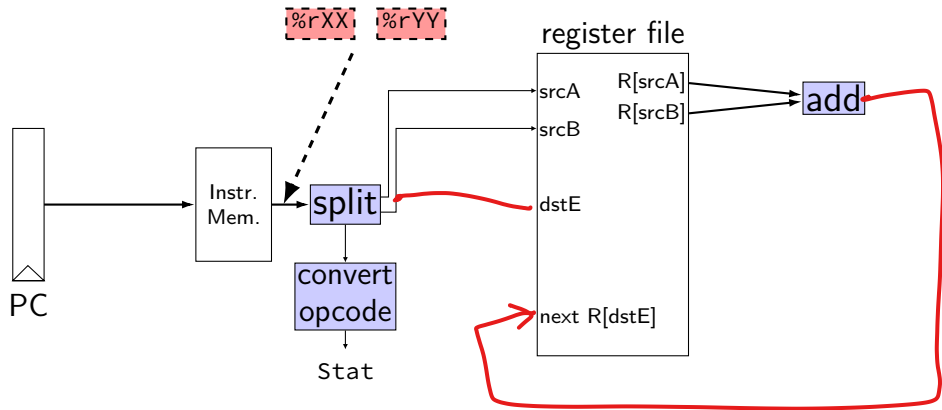 %rXX %rYY
register file
srcA
srcB
dstE
next R[dstE]
R[srcA]
R[srcB]
add
Instr.
Mem.
split
convert
opcode
Stat
PC